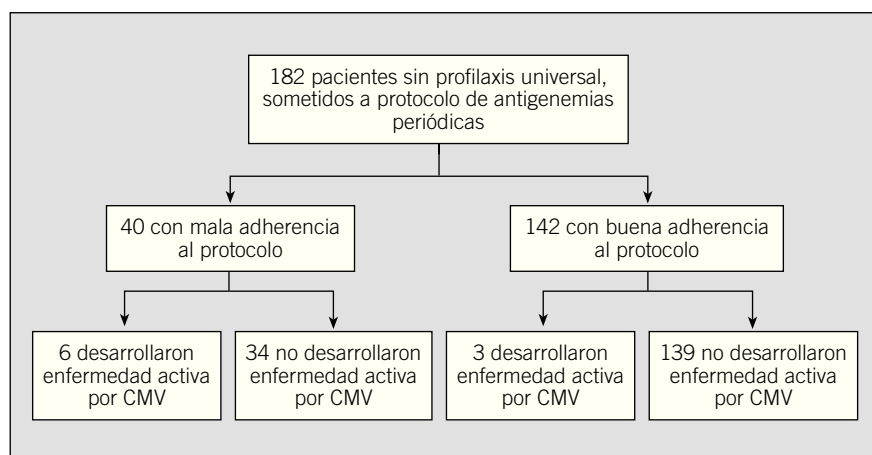 182 pacientes sin profilaxis universal,
sometidos a protocolo de antigenemias
periódicas
40 con mala adherencia
al protocolo
142 con buena adherencia
al protocolo
6 desarrollaron
enfermedad activa
por CMV
34 no desarrollaron
enfermedad activa
por CMV
3 desarrollaron
enfermedad activa
por CMV
139 no desarrollaron
enfermedad activa
por CMV